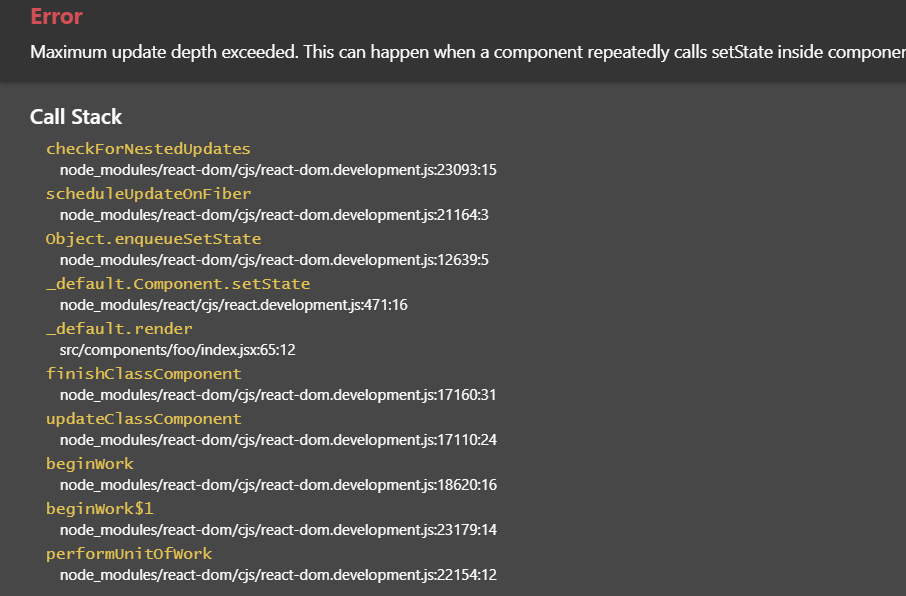 Error
Maximum update depth exceeded. This can happen when a component repeatedly calls setState inside
Call Stack
checkForNestedUpdates
node_modules/react-dom/cjs/react-dom.development.js:23093:15
scheduleUpdateOnFiber
node_modules/react-dom/cjs/react-dom.development.js:21164:3
Object.enqueueSetState
node_modules/react-dom/cjs/react-dom.development.js:12639:5
_default.Component.setState
node_modules/react/cjs/react.development.js:471:16
_default.render
src/components/foo/index.jsx:65:12
finishClassComponent
node_modules/react-dom/cjs/react-dom.development.js:17160:31
updateClassComponent
node_modules/react-dom/cjs/react-dom.development.js:17110:24
beginWork
node_modules/react-dom/cjs/react-dom.development.js:18620:16
beginWork$1
node_modules/react-dom/cjs/react-dom.development.js:23179:14
performUnitOfWork
node_modules/react-dom/cjs/react-dom.development.js:22154:12